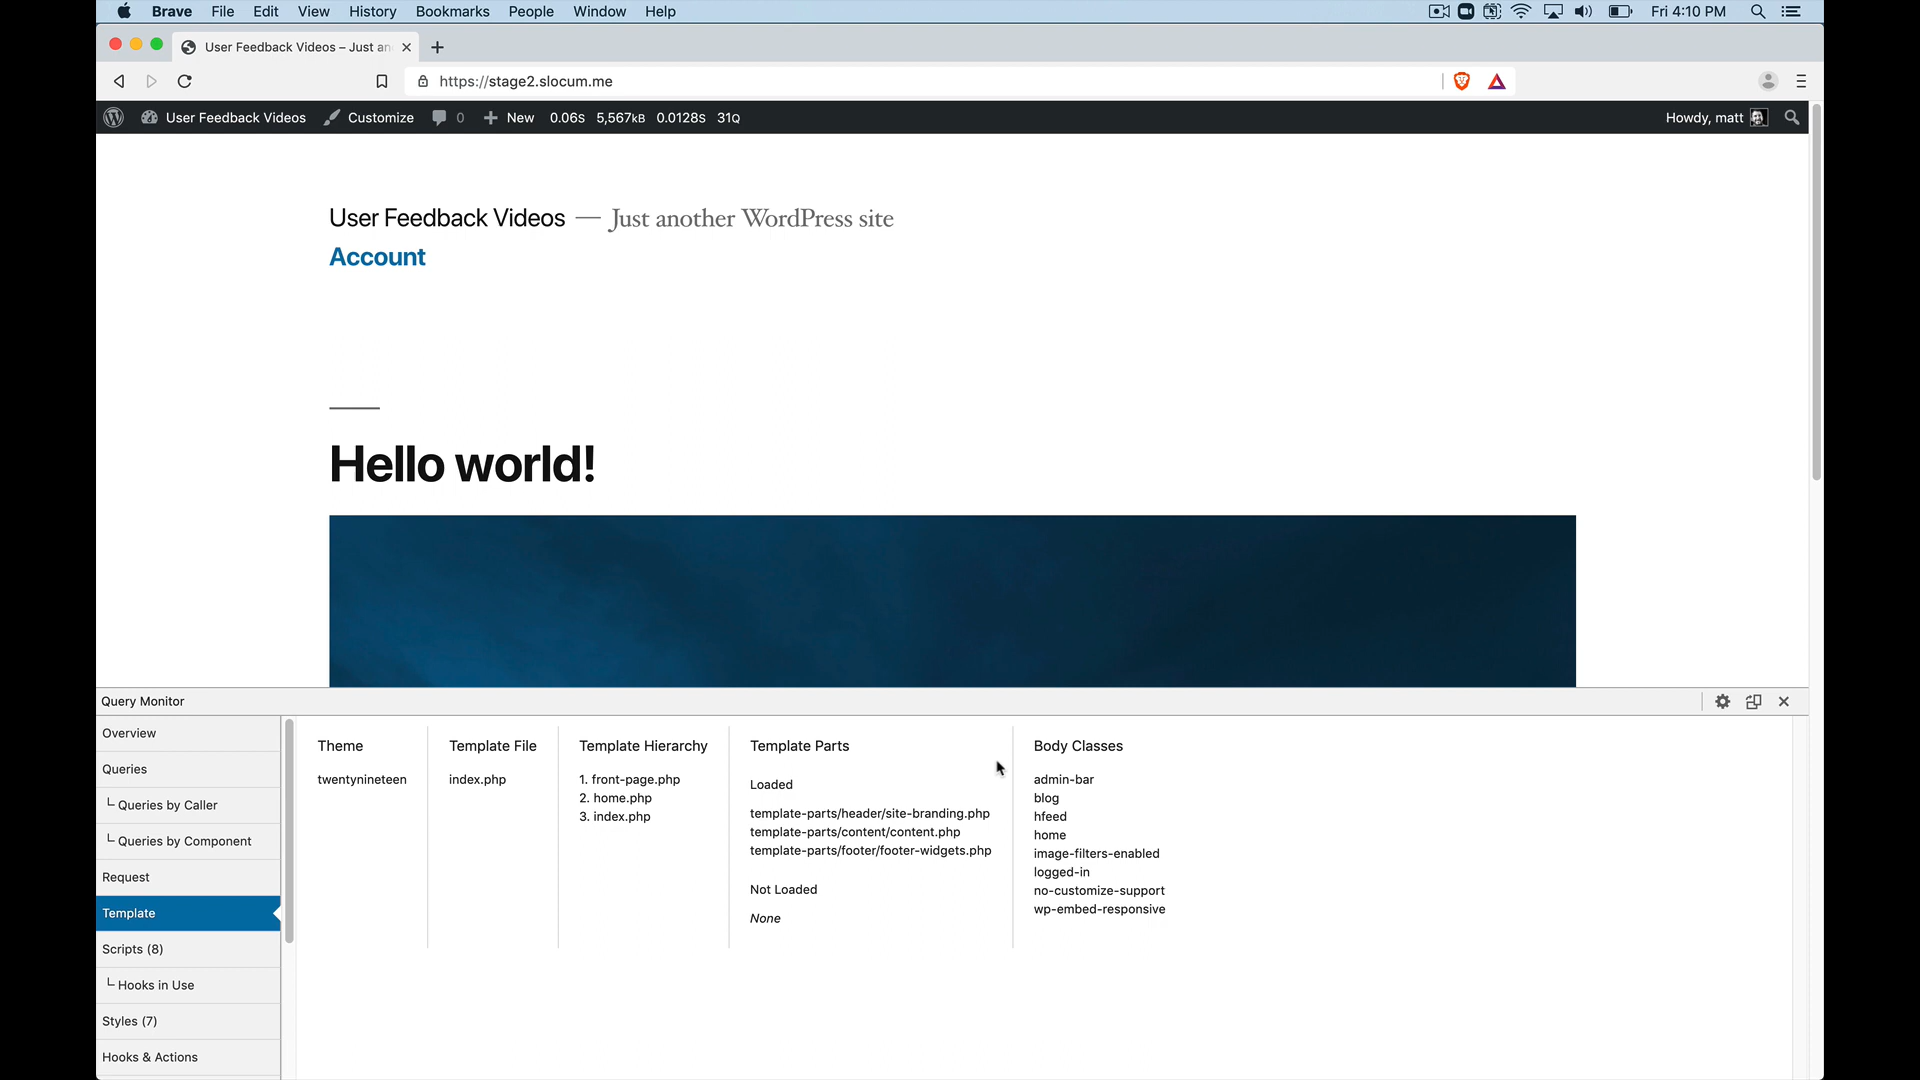 Brave File Edit View History Bookmarks People Window Help Fri 4:10 PM
User Feedback Videos – Just an
https://stage2.slocum.me
User Feedback Videos Customize 0 New 0.06S 5,567kB 0.0128S 31Q Howdy, matt
User Feedback Videos — Just another WordPress site
Account
Hello world!
Query Monitor
Overview
Queries
Queries by Caller
Queries by Component
Request
Template
Scripts (8)
Hooks in Use
Styles (7)
Hooks & Actions
Theme
twentynineteen
Template File
index.php
Template Hierarchy
1. front-page.php
2. home.php
3. index.php
Template Parts
Loaded
template-parts/header/site-branding.php
template-parts/content/content.php
template-parts/footer/footer-widgets.php
Not Loaded
None
Body Classes
admin-bar
blog
hfeed
home
image-filters-enabled
logged-in
no-customize-support
wp-embed-responsive